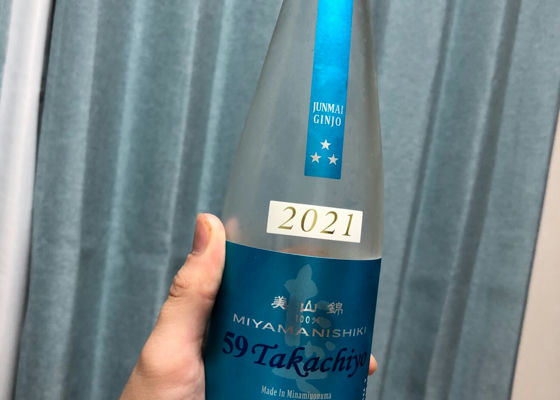 JUNMAI
GINJO
2021
美山錦
100%
MIYAMANISHIKI
59 Takachiyo
Made in Minamiuonuma